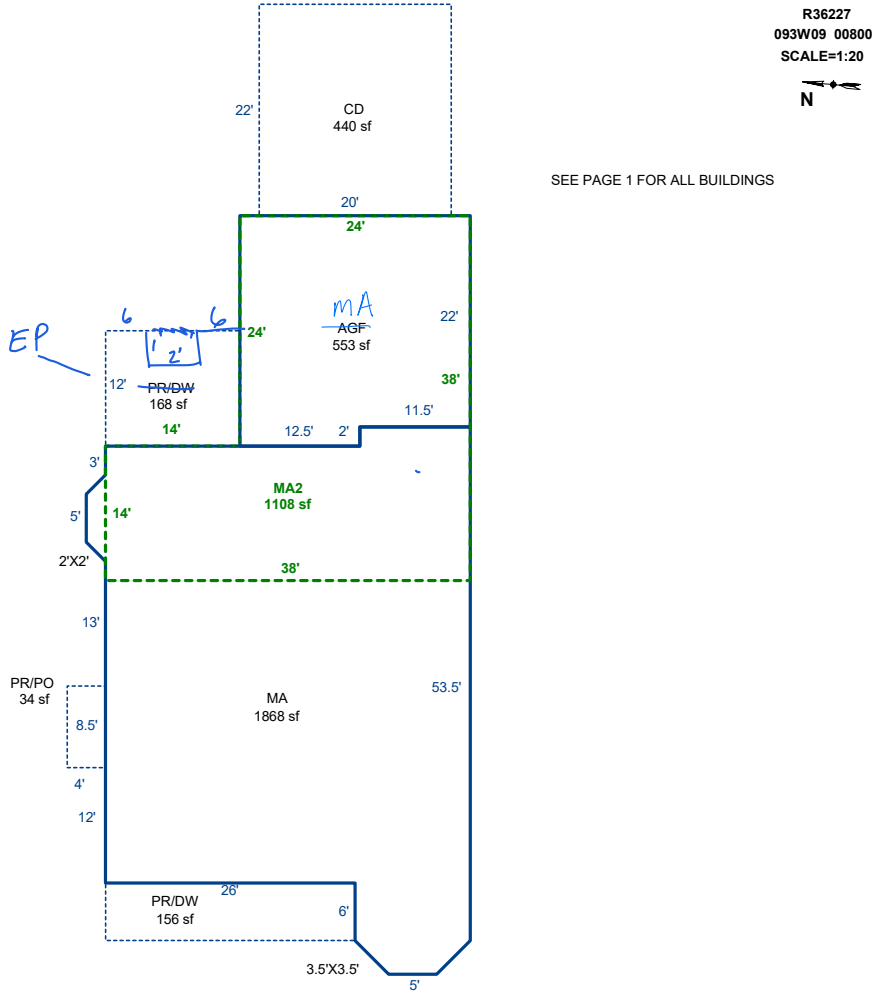 R36227
093W09 00800
SCALE=1:20
N
SEE PAGE 1 FOR ALL BUILDINGS
22'
CD
440 sf
20'
24'
MA
AGF
553 sf
22'
24'
38'
6
6
EP
1'
2'
12'
PR/DW
168 sf
14'
12.5'
2'
11.5'
3'
5'
14'
MA2
1108 sf
2'X2'
38'
13'
PR/PO
34 sf
8.5'
4'
12'
MA
1868 sf
53.5'
26'
PR/DW
156 sf
6'
3.5'X3.5'
5'